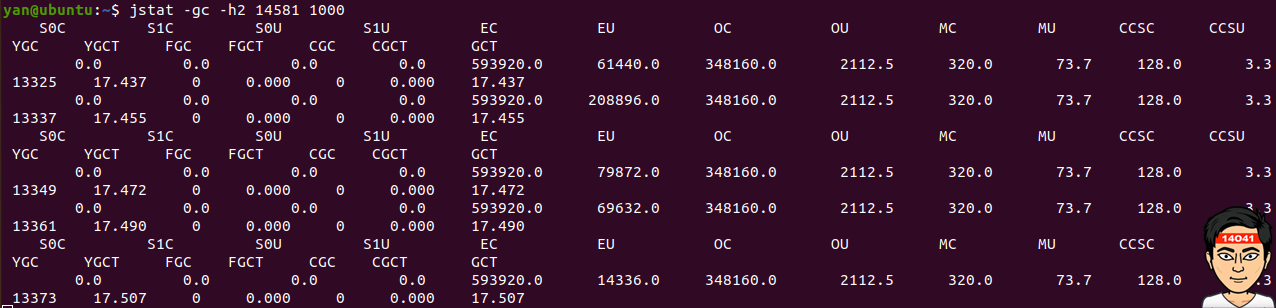 yan@ubuntu:~$ jstat -gc -h2 14581 1000
S0C S1C S0U S1U EC EU OC OU MC MU CCSC CCSU
YGC YGCT FGC FGCT CGC CGCT GCT
0.0 0.0 0.0 0.0 593920.0 61440.0 348160.0 2112.5 320.0 73.7 128.0 3.3
13325 17.437 0 0.000 0 0.000 17.437
0.0 0.0 0.0 0.0 593920.0 208896.0 348160.0 2112.5 320.0 73.7 128.0 3.3
13337 17.455 0 0.000 0 0.000 17.455
S0C S1C S0U S1U EC EU OC OU MC MU CCSC CCSU
YGC YGCT FGC FGCT CGC CGCT GCT
0.0 0.0 0.0 0.0 593920.0 79872.0 348160.0 2112.5 320.0 73.7 128.0 3.3
13349 17.472 0 0.000 0 0.000 17.472
0.0 0.0 0.0 0.0 593920.0 69632.0 348160.0 2112.5 320.0 73.7 128.0 3.3
13361 17.490 0 0.000 0 0.000 17.490
S0C S1C S0U S1U EC EU OC OU MC MU CCSC
YGC YGCT FGC FGCT CGC CGCT GCT
0.0 0.0 0.0 0.0 593920.0 14336.0 348160.0 2112.5 320.0 73.7 128.0
13373 17.507 0 0.000 0 0.000 17.507
14041